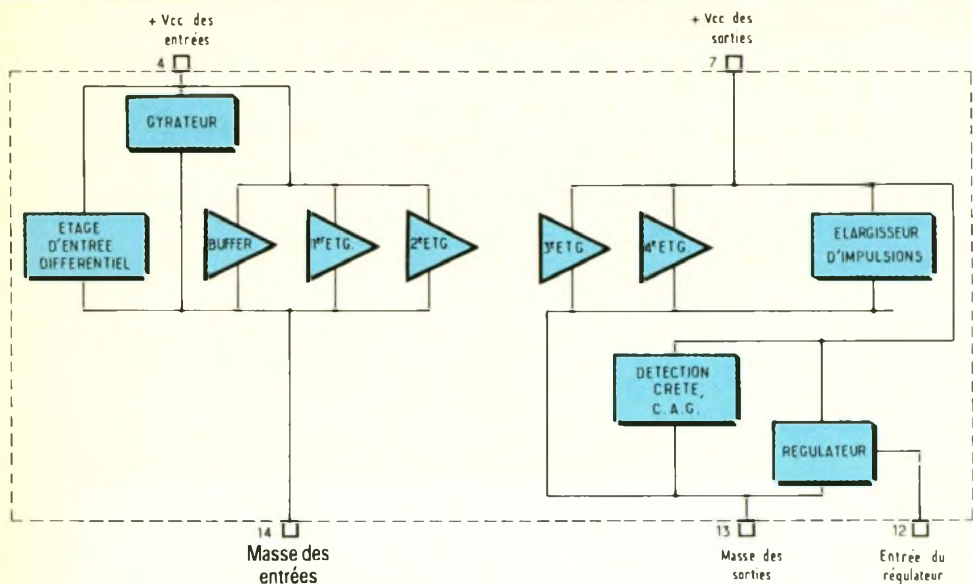 + Vcc des
entrées
4
+ Vcc des
sorties
7
GYRATEUR
ETAGE
D'ENTREE
DIFFERENTIEL
BUFFER
1er ETG.
2e ETG.
3e ETG
4e ETG
ELARGISSEUR
D'IMPULSIONS
DETECTION
CRETE,
C.A.G.
REGULATEUR
14
Masse des
entrées
13
Masse des
sorties
12
Entrée du
régulateur